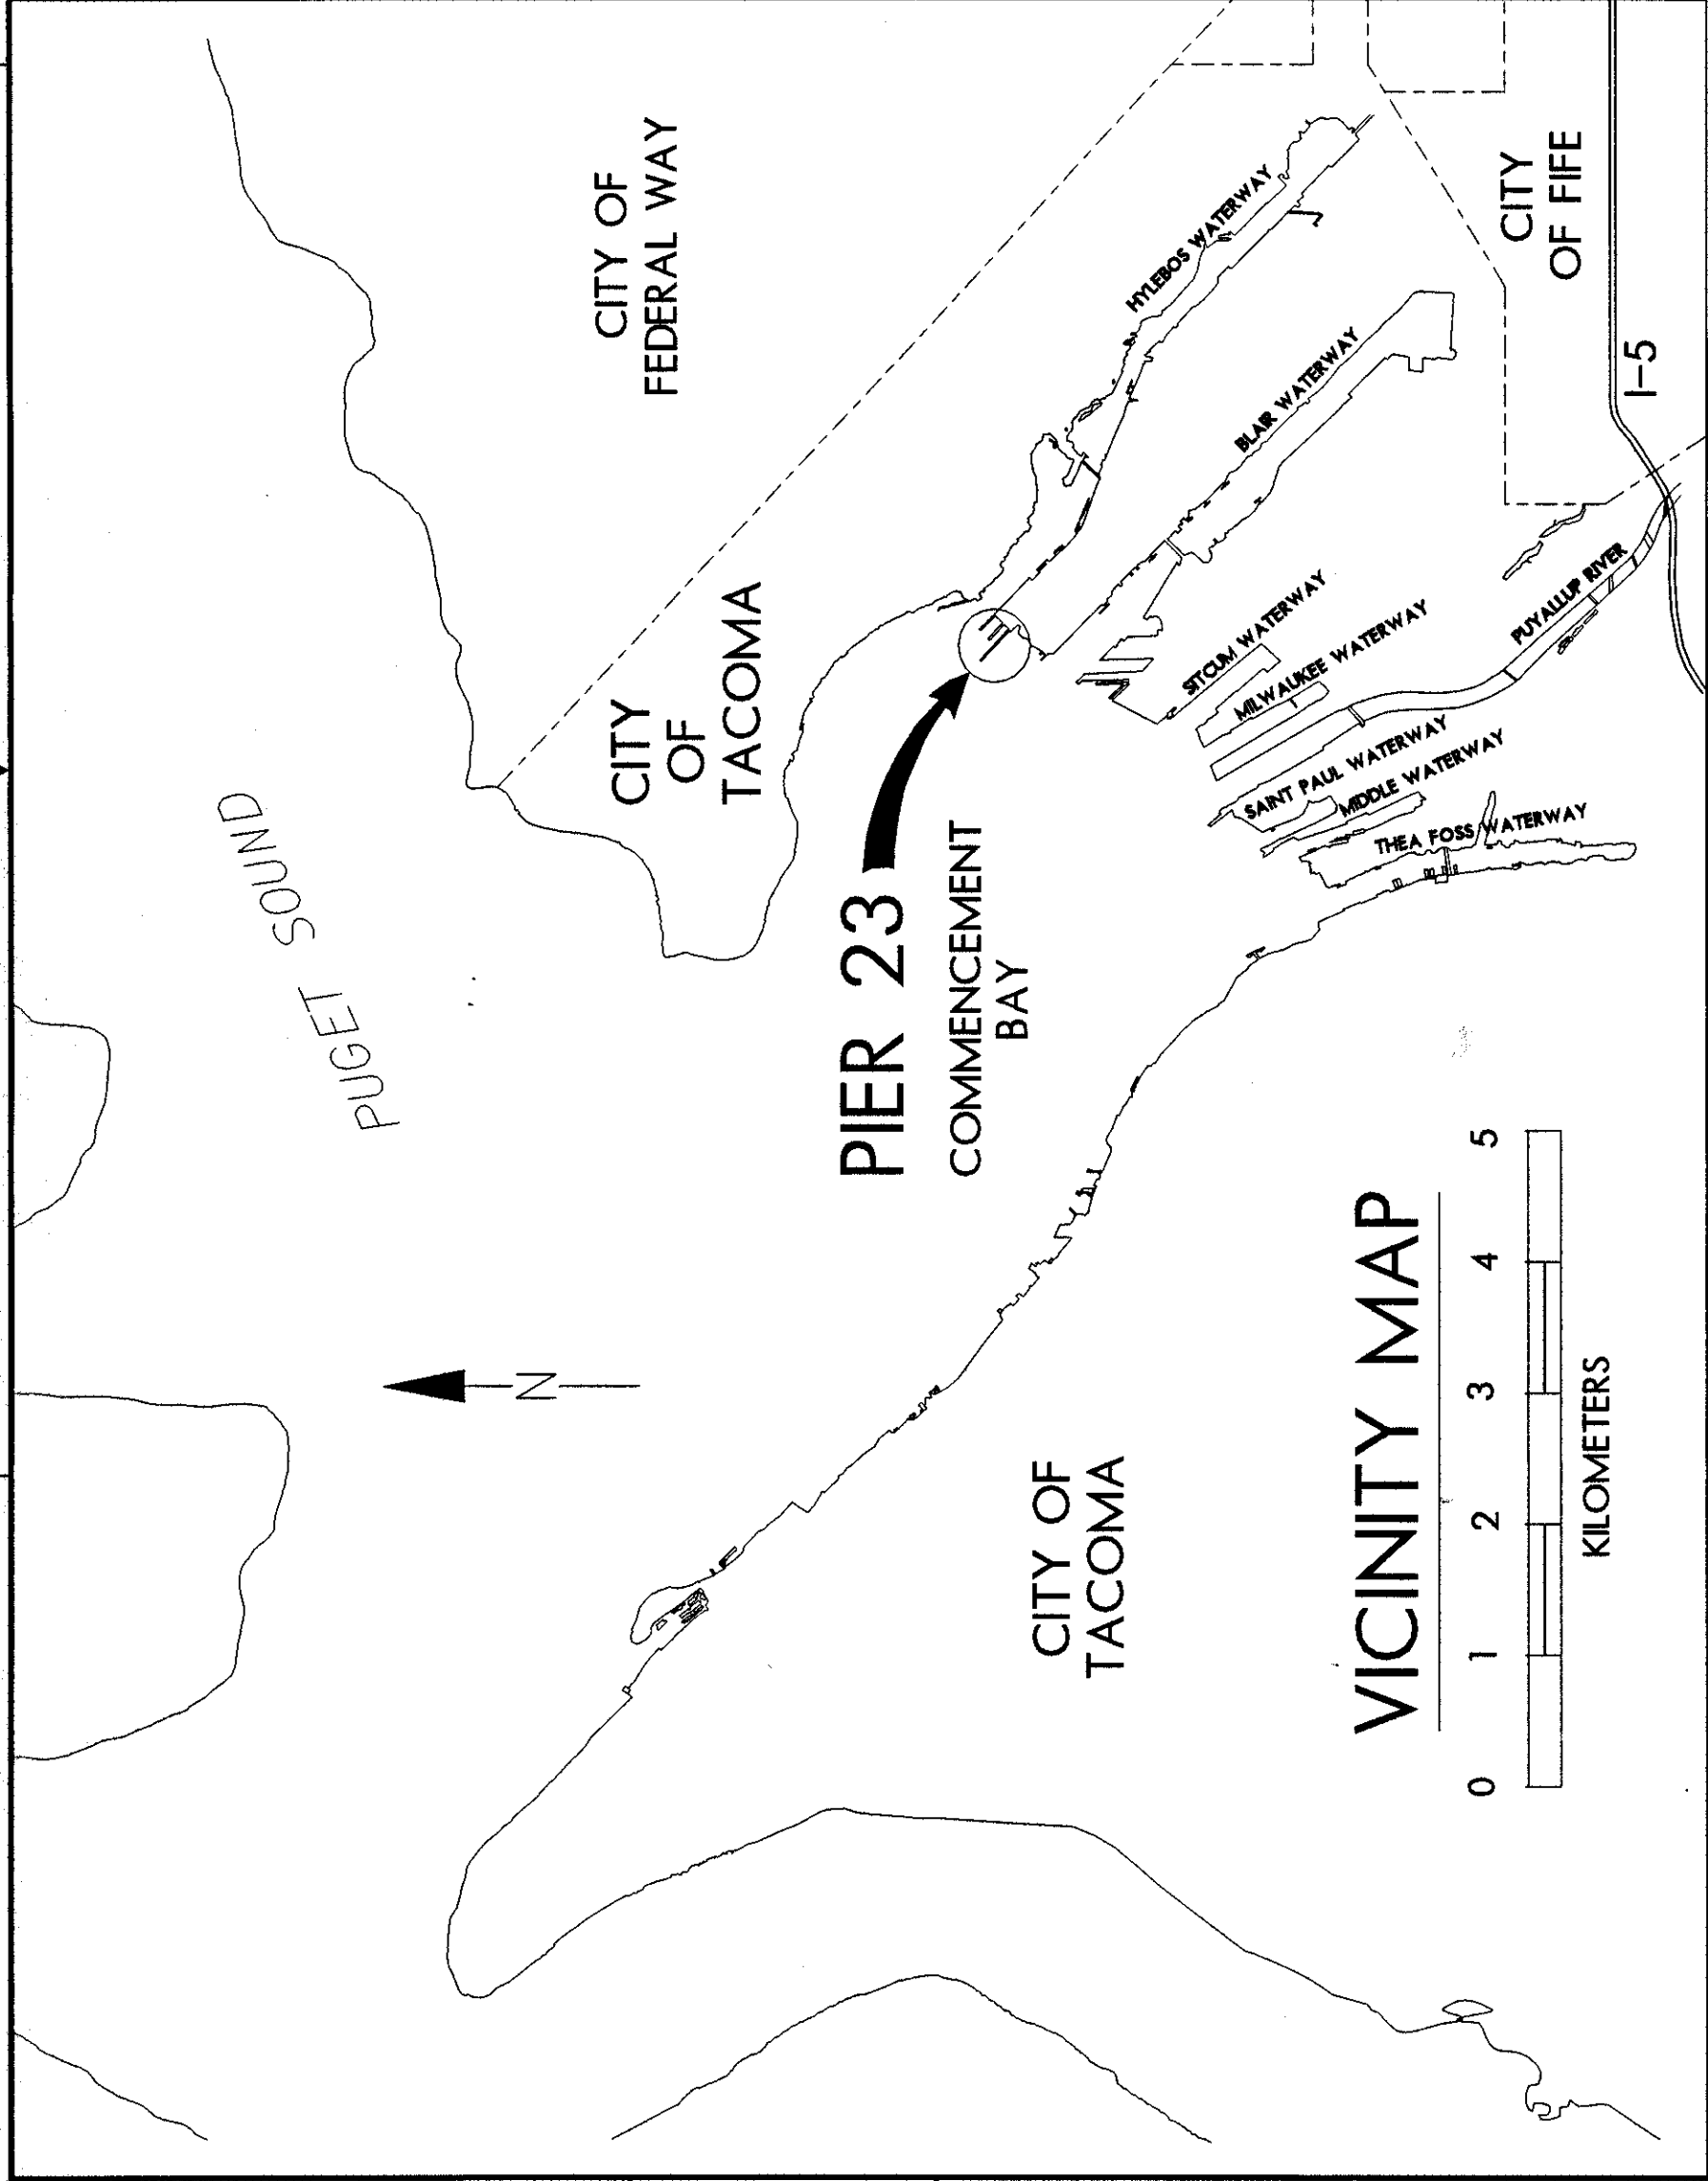 PUGET SOUND
CITY OF
FEDERAL WAY
CITY
OF
TACOMA
PIER 23
COMMENCEMENT
BAY
HYLEBOS WATERWAY
BLAIR WATERWAY
SITCUM WATERWAY
MILWAUKEE WATERWAY
PUYALLUP RIVER
SAINT PAUL WATERWAY
MIDDLE WATERWAY
THEA FOSS WATERWAY
CITY
OF FIFE
I-5
N
CITY OF
TACOMA
VICINITY MAP
0 1 2 3 4 5
KILOMETERS